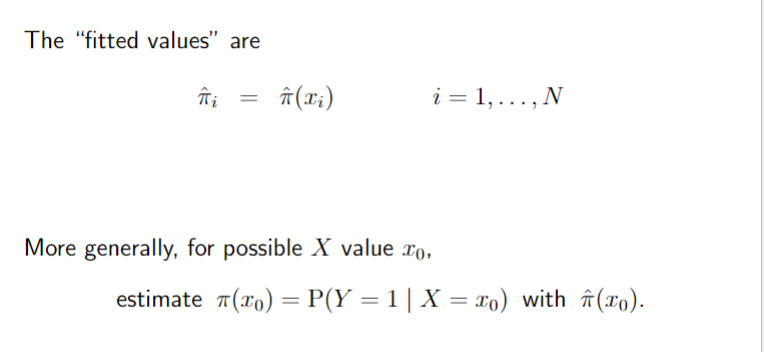 The “fitted values” are
π̂ᵢ = π̂(xᵢ) i = 1, . . . , N
More generally, for possible X value x₀,
estimate π(x₀) = P(Y = 1 | X = x₀) with π̂(x₀).